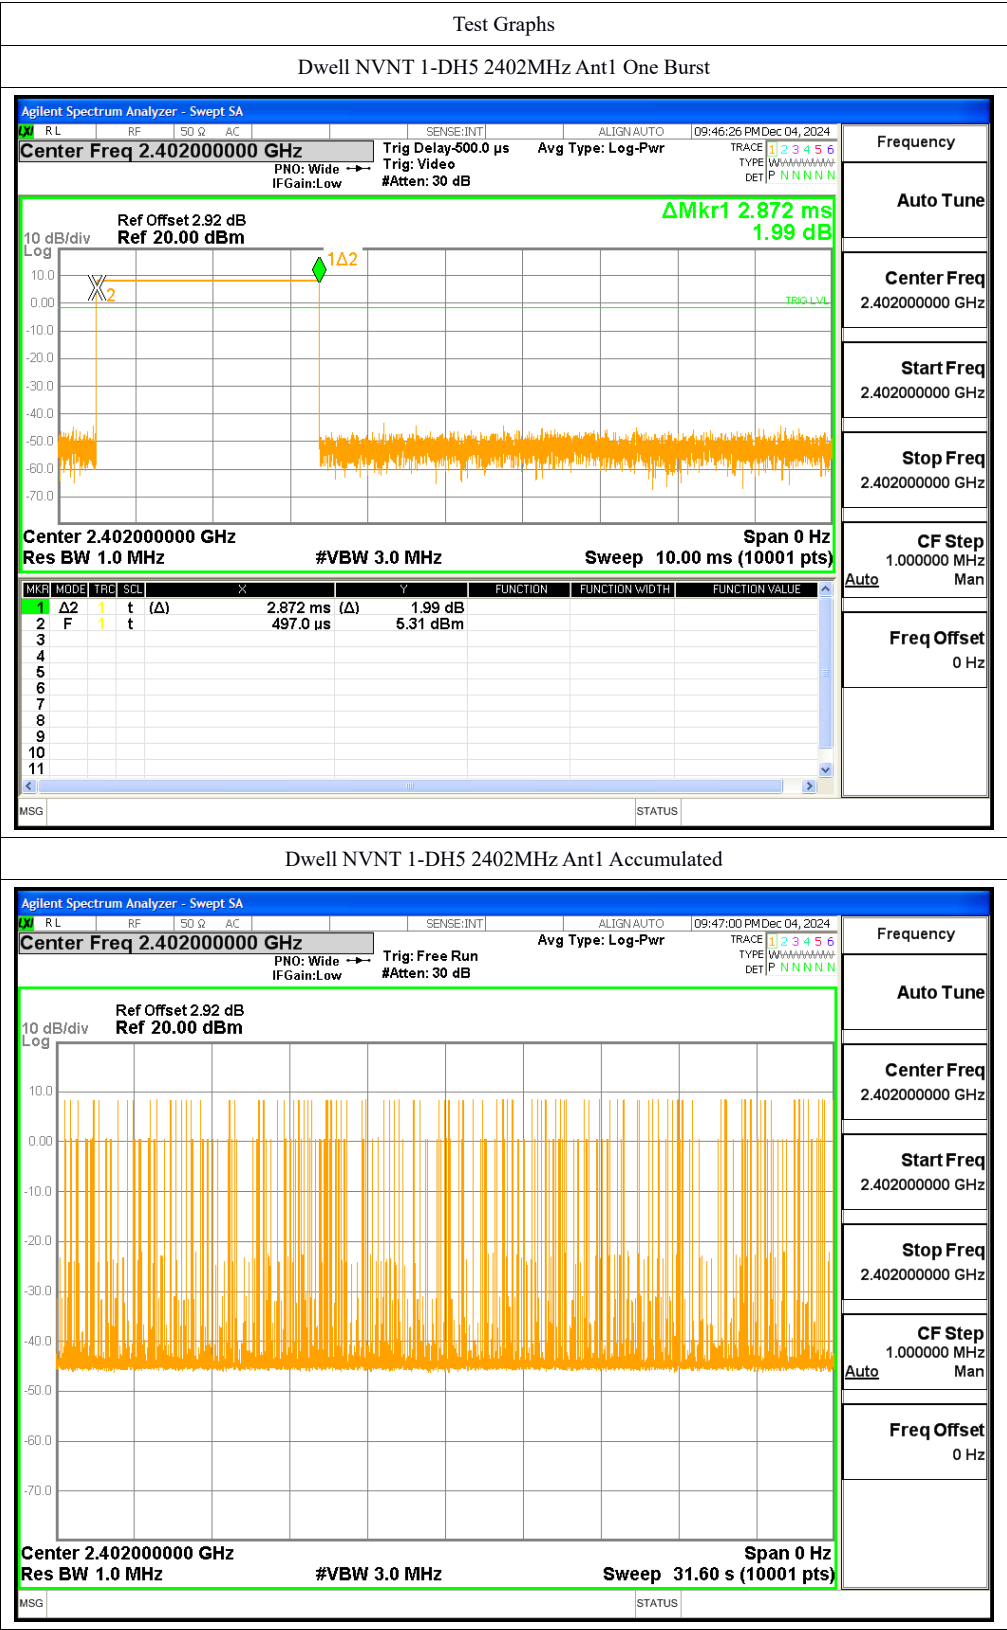 Test Graphs
Dwell NVNT 1-DH5 2402MHz Ant1 One Burst
Agilent Spectrum Analyzer - Swept SA
LXI RL RF 50 Ω AC SENSE:INT ALIGN AUTO 09:46:26 PM Dec 04, 2024
Center Freq 2.402000000 GHz
Trig Delay-500.0 µs Avg Type: Log-Pwr TRACE 1 2 3 4 5 6
PNO: Wide Trig: Video TYPE WWWWWW
IFGain:Low #Atten: 30 dB DET P N N N N N
ΔMkr1 2.872 ms
1.99 dB
Ref Offset 2.92 dB
10 dB/div Ref 20.00 dBm
Log
10.0
0.00
-10.0
-20.0
-30.0
-40.0
-50.0
-60.0
-70.0
1Δ2
2
TRIG LVL
Center 2.402000000 GHz Span 0 Hz
Res BW 1.0 MHz #VBW 3.0 MHz Sweep 10.00 ms (10001 pts)
MKR MODE TRC SCL X Y FUNCTION FUNCTION WIDTH FUNCTION VALUE
1 Δ2 1 t (Δ) 2.872 ms (Δ) 1.99 dB
2 F 1 t 497.0 µs 5.31 dBm
3
4
5
6
7
8
9
10
11
MSG STATUS
Frequency
Auto Tune
Center Freq
2.402000000 GHz
Start Freq
2.402000000 GHz
Stop Freq
2.402000000 GHz
CF Step
1.000000 MHz
Auto Man
Freq Offset
0 Hz
Dwell NVNT 1-DH5 2402MHz Ant1 Accumulated
Agilent Spectrum Analyzer - Swept SA
LXI RL RF 50 Ω AC SENSE:INT ALIGN AUTO 09:47:00 PM Dec 04, 2024
Center Freq 2.402000000 GHz
Avg Type: Log-Pwr TRACE 1 2 3 4 5 6
PNO: Wide Trig: Free Run TYPE WWWWWW
IFGain:Low #Atten: 30 dB DET P N N N N N
Ref Offset 2.92 dB
10 dB/div Ref 20.00 dBm
Log
10.0
0.00
-10.0
-20.0
-30.0
-40.0
-50.0
-60.0
-70.0
Center 2.402000000 GHz Span 0 Hz
Res BW 1.0 MHz #VBW 3.0 MHz Sweep 31.60 s (10001 pts)
MSG STATUS
Frequency
Auto Tune
Center Freq
2.402000000 GHz
Start Freq
2.402000000 GHz
Stop Freq
2.402000000 GHz
CF Step
1.000000 MHz
Auto Man
Freq Offset
0 Hz